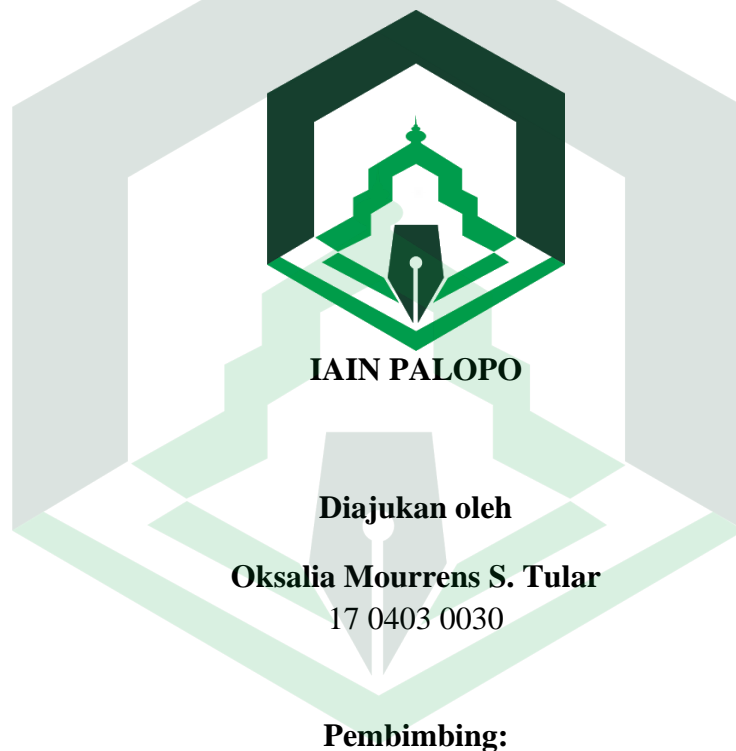 IAIN PALOPO
Diajukan oleh
Oksalia Mourrens S. Tular
17 0403 0030
Pembimbing: